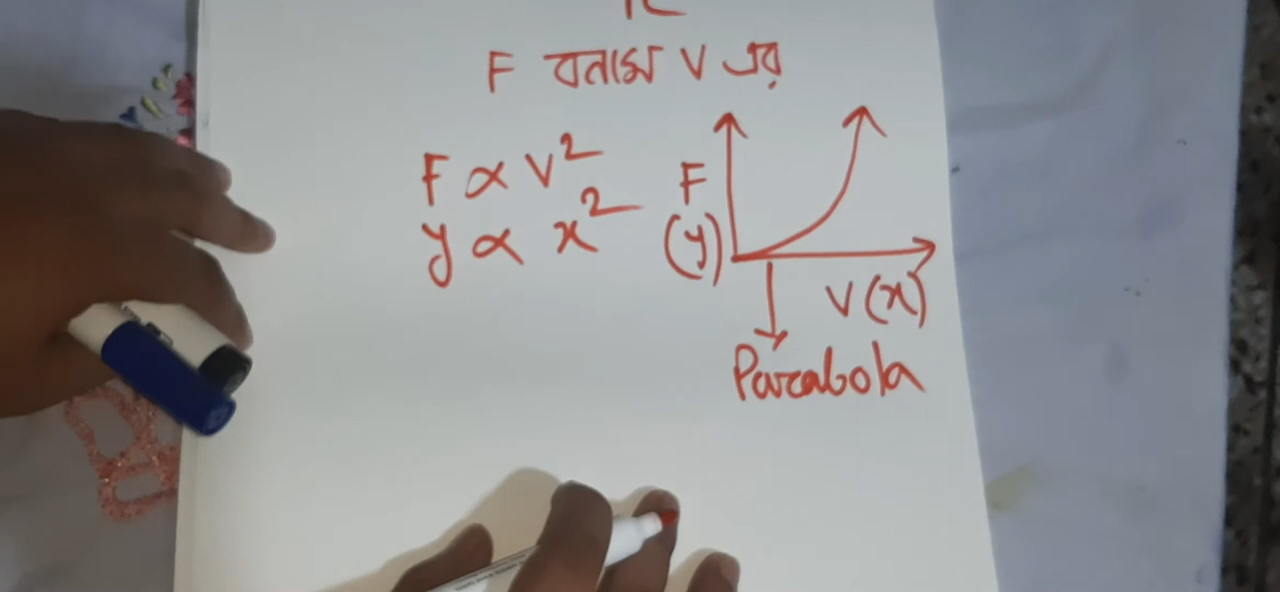 F বনাম V এর
F ∝ V²
y ∝ x²
F
(y)
V(x)
Parabola